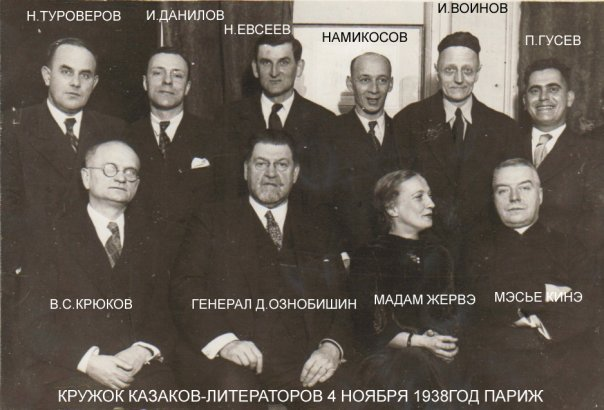 Н.ТУРОВЕРОВ
И.ДАНИЛОВ
Н.ЕВСЕЕВ
НАМИКОСОВ
И.ВОИНОВ
П.ГУСЕВ
В.С.КРЮКОВ
ГЕНЕРАЛ Д.ОЗНОБИШИН
МАДАМ ЖЕРВЭ
МЭСЬЕ КИНЭ
КРУЖОК КАЗАКОВ-ЛИТЕРАТОРОВ 4 НОЯБРЯ 1938ГОД ПАРИЖ